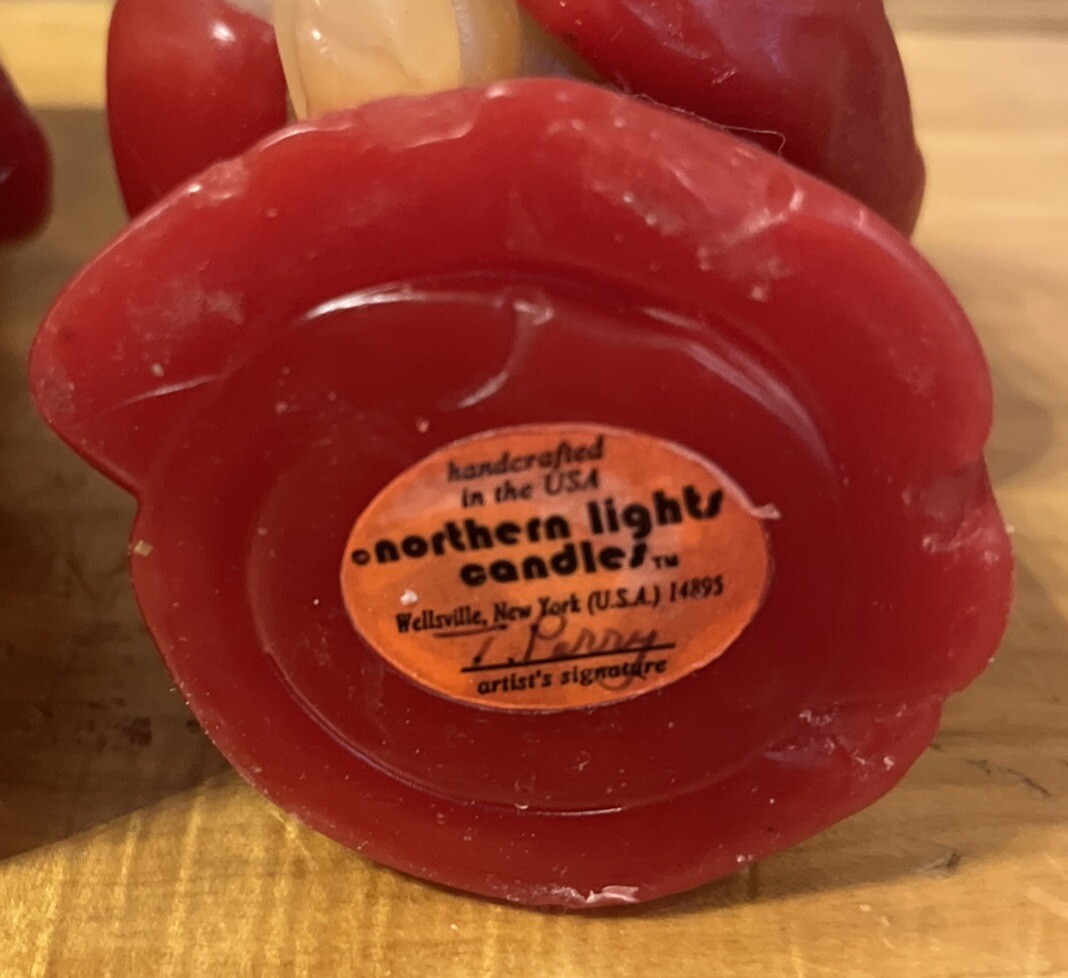 handcrafted
in the USA
©northern lights
candles™
Wellsville, New York (U.S.A.) 14895
Perry
artist's signature